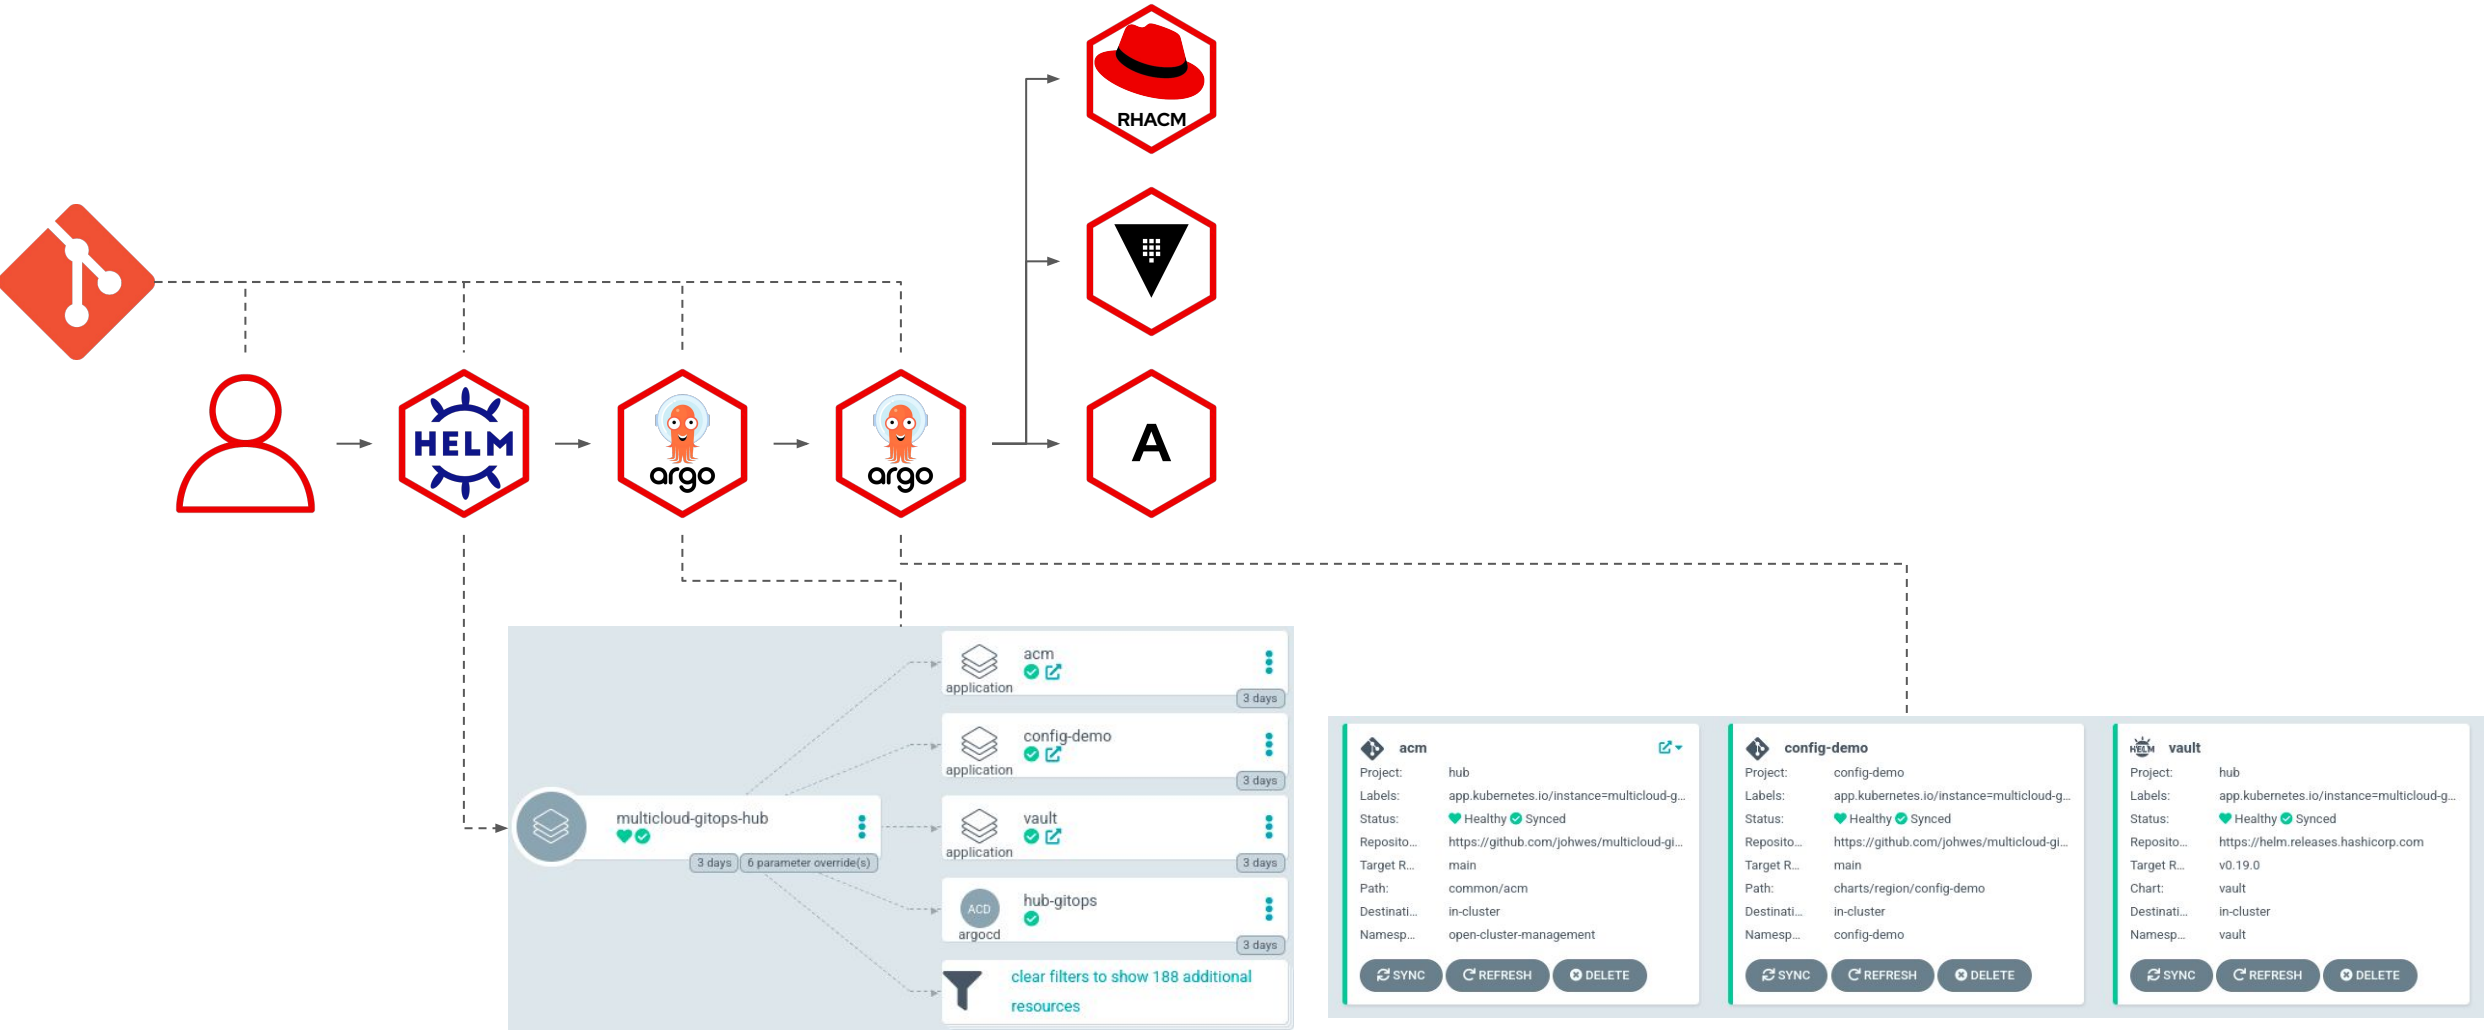 RHACM
HELM
argo
argo
A
acm
application
3 days
config-demo
application
3 days
multicloud-gitops-hub
3 days
6 parameter override(s)
vault
application
3 days
ACD
hub-gitops
argocd
3 days
clear filters to show 188 additional
resources
acm
Project: hub
Labels: app.kubernetes.io/instance=multicloud-g...
Status: Healthy Synced
Reposito... https://github.com/johwes/multicloud-gi...
Target R... main
Path: common/acm
Destinati... in-cluster
Namesp... open-cluster-management
SYNC REFRESH DELETE
config-demo
Project: config-demo
Labels: app.kubernetes.io/instance=multicloud-g...
Status: Healthy Synced
Reposito... https://github.com/johwes/multicloud-gi...
Target R... main
Path: charts/region/config-demo
Destinati... in-cluster
Namesp... config-demo
SYNC REFRESH DELETE
HELM vault
Project: hub
Labels: app.kubernetes.io/instance=multicloud-g...
Status: Healthy Synced
Reposito... https://helm.releases.hashicorp.com
Target R... v0.19.0
Chart: vault
Destinati... in-cluster
Namesp... vault
SYNC REFRESH DELETE